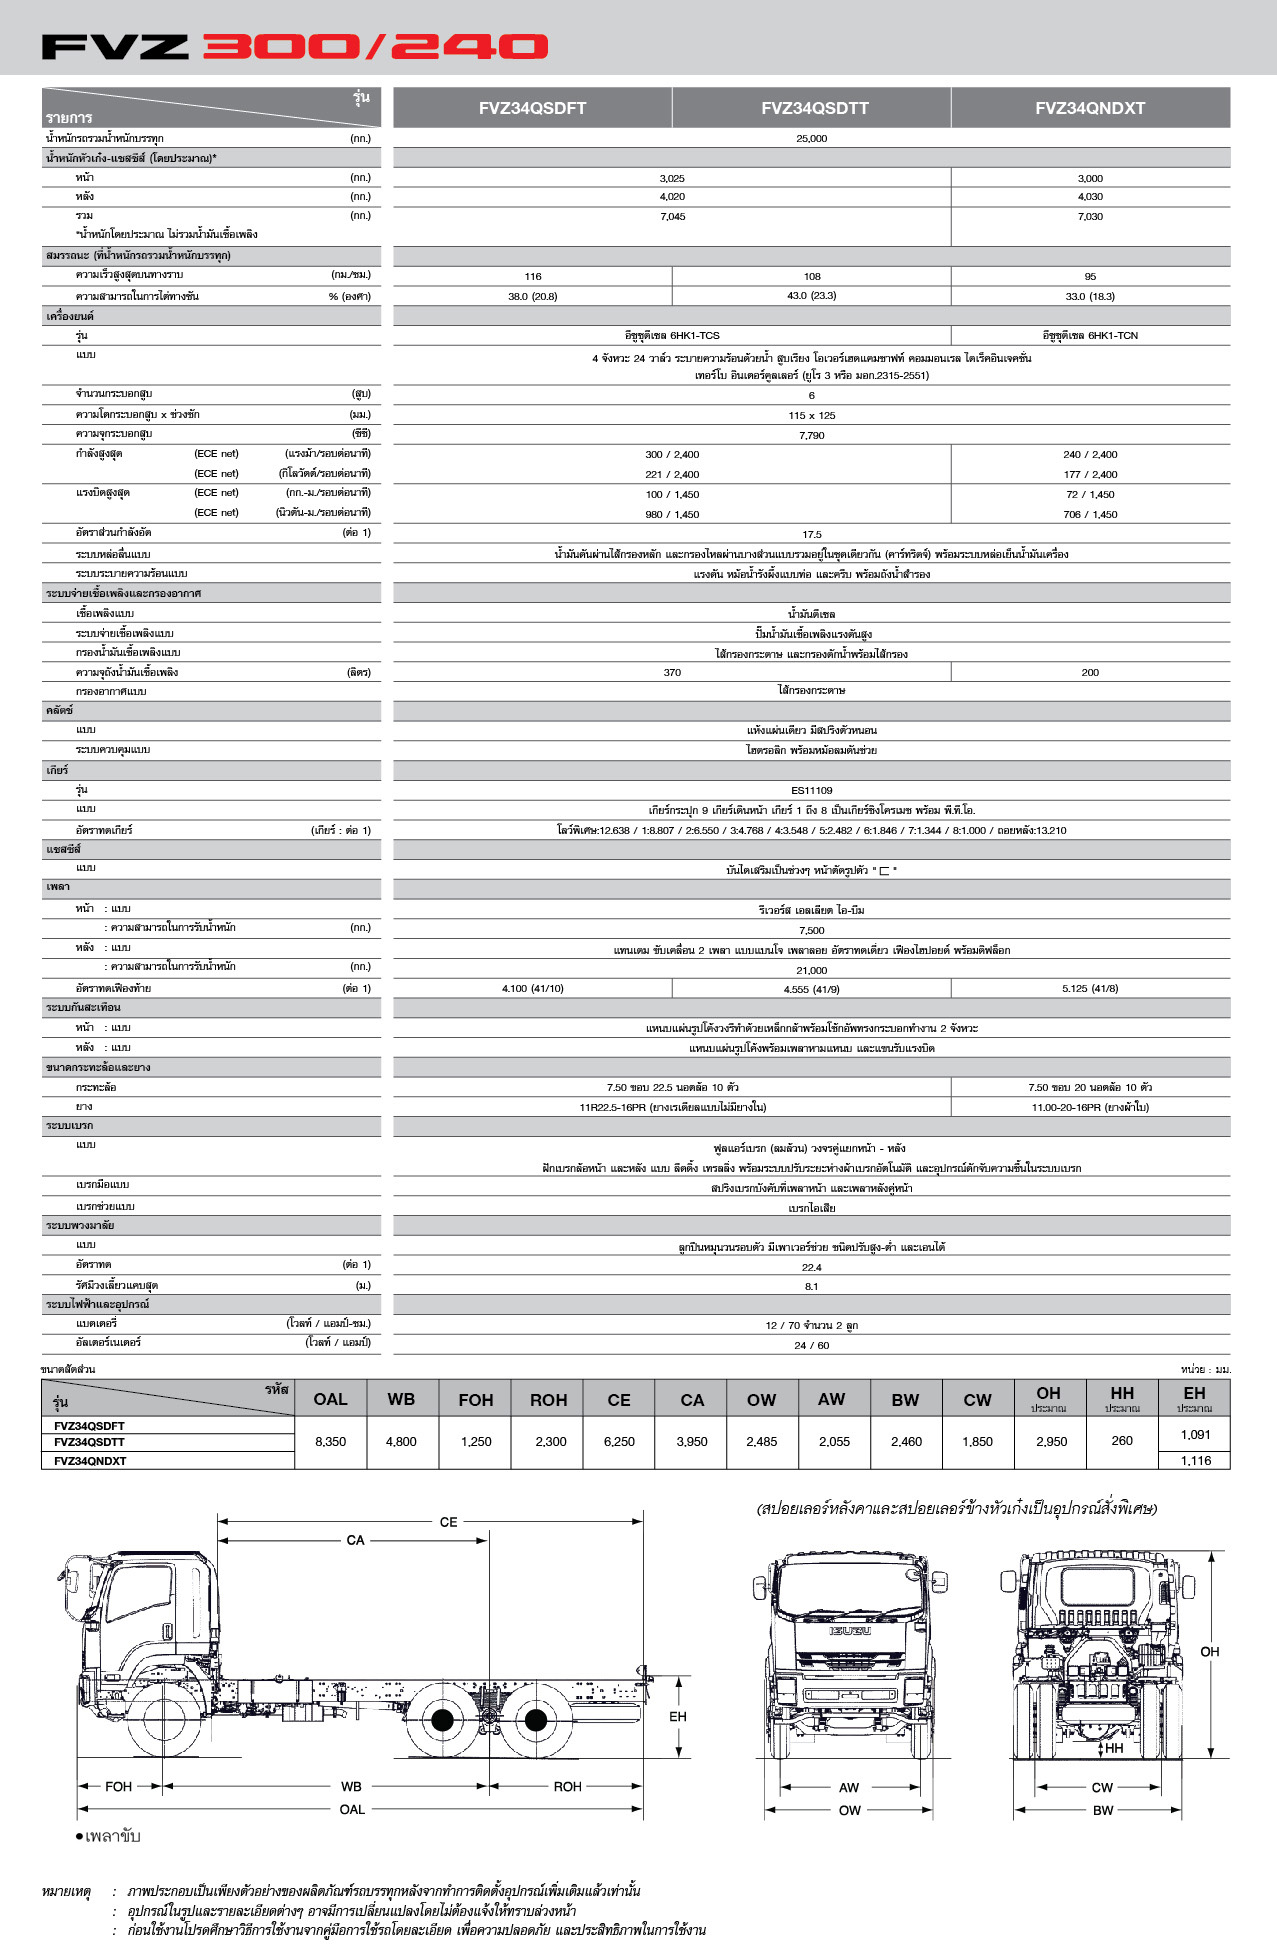 FVZ 300/240
รุ่น
รายการ
FVZ34QSDFT FVZ34QSDTT FVZ34QNDXT
น้ำหนักรถรวมน้ำหนักบรรทุก (กก.) 25,000
น้ำหนักหัวเก๋ง-แชสซีส์ (โดยประมาณ)*
หน้า (กก.) 3,025 3,000
หลัง (กก.) 4,020 4,030
รวม (กก.) 7,045 7,030
*น้ำหนักโดยประมาณ ไม่รวมน้ำมันเชื้อเพลิง
สมรรถนะ (ที่น้ำหนักรถรวมน้ำหนักบรรทุก)
ความเร็วสูงสุดบนทางราบ (กม./ชม.) 116 108 95
ความสามารถในการไต่ทางชัน % (องศา) 38.0 (20.8) 43.0 (23.3) 33.0 (18.3)
เครื่องยนต์
รุ่น อีซูซุดีเซล 6HK1-TCS อีซูซุดีเซล 6HK1-TCN
แบบ 4 จังหวะ 24 วาล์ว ระบายความร้อนด้วยน้ำ สูบเรียง โอเวอร์เฮดแคมชาฟท์ คอมมอนเรล ไดเร็คอินเจคชั่น
เทอร์โบ อินเตอร์คูลเลอร์ (ยูโร 3 หรือ มอก.2315-2551)
จำนวนกระบอกสูบ (สูบ) 6
ความโตกระบอกสูบ x ช่วงชัก (มม.) 115 x 125
ความจุกระบอกสูบ (ซีซี) 7,790
กำลังสูงสุด (ECE net) (แรงม้า/รอบต่อนาที) 300 / 2,400 240 / 2,400
(ECE net) (กิโลวัตต์/รอบต่อนาที) 221 / 2,400 177 / 2,400
แรงบิดสูงสุด (ECE net) (กก.-ม./รอบต่อนาที) 100 / 1,450 72 / 1,450
(ECE net) (นิวตัน-ม./รอบต่อนาที) 980 / 1,450 706 / 1,450
อัตราส่วนกำลังอัด (ต่อ 1) 17.5
ระบบหล่อลื่นแบบ น้ำมันดันผ่านไส้กรองหลัก และกรองไหลผ่านบางส่วนแบบรวมอยู่ในชุดเดียวกัน (คาร์ทริดจ์) พร้อมระบบหล่อเย็นน้ำมันเครื่อง
ระบบระบายความร้อนแบบ แรงดัน หม้อน้ำรังผึ้งแบบท่อ และครีบ พร้อมถังน้ำสำรอง
ระบบจ่ายเชื้อเพลิงและกรองอากาศ
เชื้อเพลิงแบบ น้ำมันดีเซล
ระบบจ่ายเชื้อเพลิงแบบ ปั๊มน้ำมันเชื้อเพลิงแรงดันสูง
กรองน้ำมันเชื้อเพลิงแบบ ไส้กรองกระดาษ และกรองดักน้ำพร้อมไส้กรอง
ความจุถังน้ำมันเชื้อเพลิง (ลิตร) 370 200
กรองอากาศแบบ ไส้กรองกระดาษ
คลัตช์
แบบ แห้งแผ่นเดียว มีสปริงตัวหนอน
ระบบควบคุมแบบ ไฮดรอลิก พร้อมหม้อลมดันช่วย
เกียร์
รุ่น ES11109
แบบ เกียร์กระปุก 9 เกียร์เดินหน้า เกียร์ 1 ถึง 8 เป็นเกียร์ซิงโครเมช พร้อม พี.ที.โอ.
อัตราทดเกียร์ (เกียร์ : ต่อ 1) โลว์พิเศษ:12.638 / 1:8.807 / 2:6.550 / 3:4.768 / 4:3.548 / 5:2.482 / 6:1.846 / 7:1.344 / 8:1.000 / ถอยหลัง:13.210
แชสซีส์
แบบ บันไดเสริมเป็นช่วงๆ หน้าตัดรูปตัว " ⊏ "
เพลา
หน้า : แบบ รีเวอร์ส เอลเลียต ไอ-บีม
: ความสามารถในการรับน้ำหนัก (กก.) 7,500
หลัง : แบบ แทนเดม ขับเคลื่อน 2 เพลา แบบแบนโจ เพลาลอย อัตราทดเดี่ยว เฟืองไฮปอยด์ พร้อมดิฟล็อก
: ความสามารถในการรับน้ำหนัก (กก.) 21,000
อัตราทดเฟืองท้าย (ต่อ 1) 4.100 (41/10) 4.555 (41/9) 5.125 (41/8)
ระบบกันสะเทือน
หน้า : แบบ แหนบแผ่นรูปโค้งวงรีทำด้วยเหล็กกล้าพร้อมโช้กอัพทรงกระบอกทำงาน 2 จังหวะ
หลัง : แบบ แหนบแผ่นรูปโค้งพร้อมเพลาหามแหนบ และแขนรับแรงบิด
ขนาดกระทะล้อและยาง
กระทะล้อ 7.50 ขอบ 22.5 นอตล้อ 10 ตัว 7.50 ขอบ 20 นอตล้อ 10 ตัว
ยาง 11R22.5-16PR (ยางเรเดียลแบบไม่มียางใน) 11.00-20-16PR (ยางผ้าใบ)
ระบบเบรก
แบบ ฟูลแอร์เบรก (ลมล้วน) วงจรคู่แยกหน้า - หลัง
ฝักเบรกล้อหน้า และหลัง แบบ ลีดดิ้ง เทรลลิ่ง พร้อมระบบปรับระยะห่างผ้าเบรกอัตโนมัติ และอุปกรณ์ดักจับความชื้นในระบบเบรก
เบรกมือแบบ สปริงเบรกบังคับที่เพลาหน้า และเพลาหลังคู่หน้า
เบรกช่วยแบบ เบรกไอเสีย
ระบบพวงมาลัย
แบบ ลูกปืนหมุนวนรอบตัว มีเพาเวอร์ช่วย ชนิดปรับสูง-ต่ำ และเอนได้
อัตราทด (ต่อ 1) 22.4
รัศมีวงเลี้ยวแคบสุด (ม.) 8.1
ระบบไฟฟ้าและอุปกรณ์
แบตเตอรี่ (โวลท์ / แอมป์-ชม.) 12 / 70 จำนวน 2 ลูก
อัลเตอร์เนเตอร์ (โวลท์ / แอมป์) 24 / 60
ขนาดสัดส่วน หน่วย : มม.
รหัส
รุ่น
OAL WB FOH ROH CE CA OW AW BW CW OH ประมาณ HH ประมาณ EH ประมาณ
FVZ34QSDFT
FVZ34QSDTT
8,350 4,800 1,250 2,300 6,250 3,950 2,485 2,055 2,460 1,850 2,950 260 1,091
FVZ34QNDXT 1,116
(สปอยเลอร์หลังคาและสปอยเลอร์ข้างหัวเก๋งเป็นอุปกรณ์สั่งพิเศษ)
CE
CA
ISUZU
OH
EH
HH
FOH WB ROH
AW CW
OAL
OW BW
●เพลาขับ
หมายเหตุ : ภาพประกอบเป็นเพียงตัวอย่างของผลิตภัณฑ์รถบรรทุกหลังจากทำการติดตั้งอุปกรณ์เพิ่มเติมแล้วเท่านั้น
: อุปกรณ์ในรูปและรายละเอียดต่างๆ อาจมีการเปลี่ยนแปลงโดยไม่ต้องแจ้งให้ทราบล่วงหน้า
: ก่อนใช้งานโปรดศึกษาวิธีการใช้งานจากคู่มือการใช้รถโดยละเอียด เพื่อความปลอดภัย และประสิทธิภาพในการใช้งาน